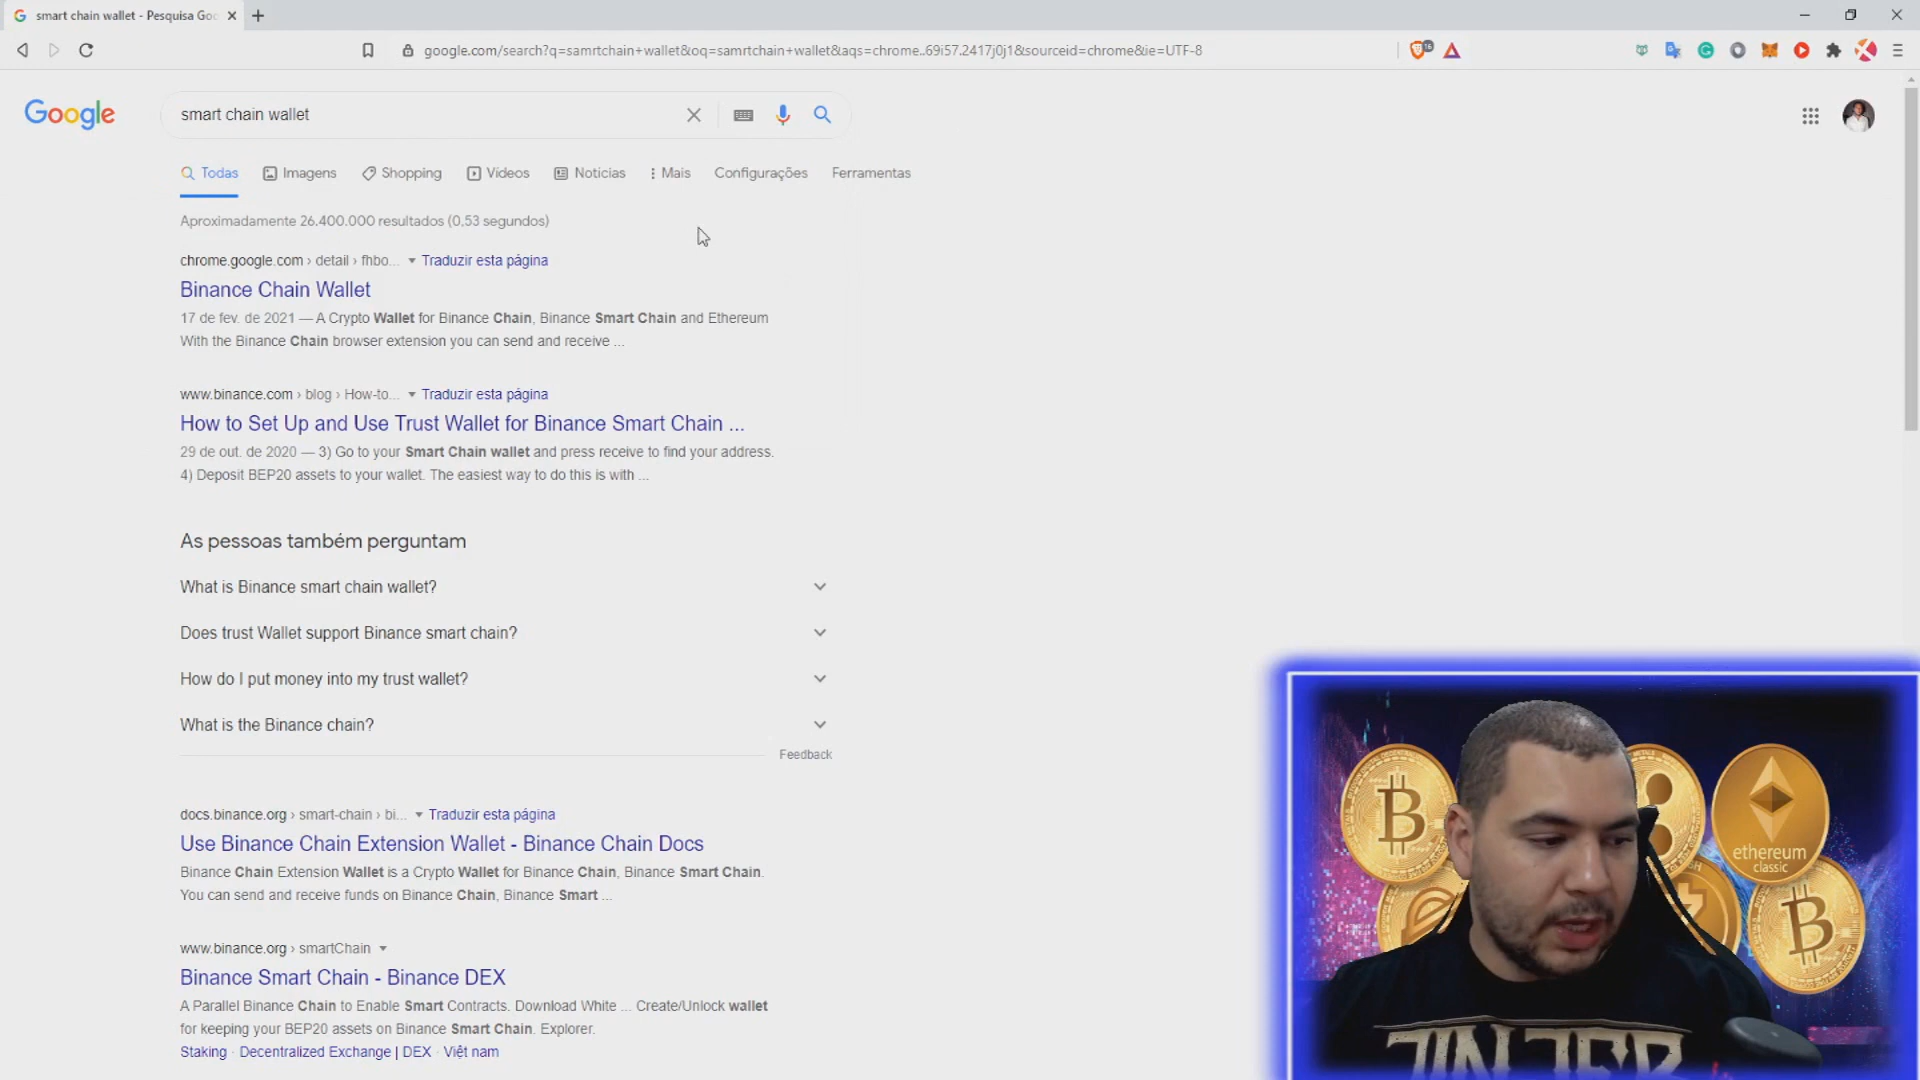 smart chain wallet - Pesquisa Goo
google.com/search?q=samrtchain+wallet&oq=samrtchain+wallet&aqs=chrome..69i57.2417j0j1&sourceid=chrome&ie=UTF-8
16
Google
smart chain wallet
Todas Imagens Shopping Vídeos Notícias Mais Configurações Ferramentas
Aproximadamente 26.400.000 resultados (0,53 segundos)
chrome.google.com › detail › fhbo... Traduzir esta página
Binance Chain Wallet
17 de fev. de 2021 — A Crypto Wallet for Binance Chain, Binance Smart Chain and Ethereum
With the Binance Chain browser extension you can send and receive ...
www.binance.com › blog › How-to... Traduzir esta página
How to Set Up and Use Trust Wallet for Binance Smart Chain ...
29 de out. de 2020 — 3) Go to your Smart Chain wallet and press receive to find your address.
4) Deposit BEP20 assets to your wallet. The easiest way to do this is with ...
As pessoas também perguntam
What is Binance smart chain wallet?
Does trust Wallet support Binance smart chain?
How do I put money into my trust wallet?
What is the Binance chain?
Feedback
docs.binance.org › smart-chain › bi... Traduzir esta página
Use Binance Chain Extension Wallet - Binance Chain Docs
Binance Chain Extension Wallet is a Crypto Wallet for Binance Chain, Binance Smart Chain.
You can send and receive funds on Binance Chain, Binance Smart ...
www.binance.org › smartChain
Binance Smart Chain - Binance DEX
A Parallel Binance Chain to Enable Smart Contracts. Download White ... Create/Unlock wallet
for keeping your BEP20 assets on Binance Smart Chain. Explorer.
Staking · Decentralized Exchange | DEX · Việt nam
ethereum
classic